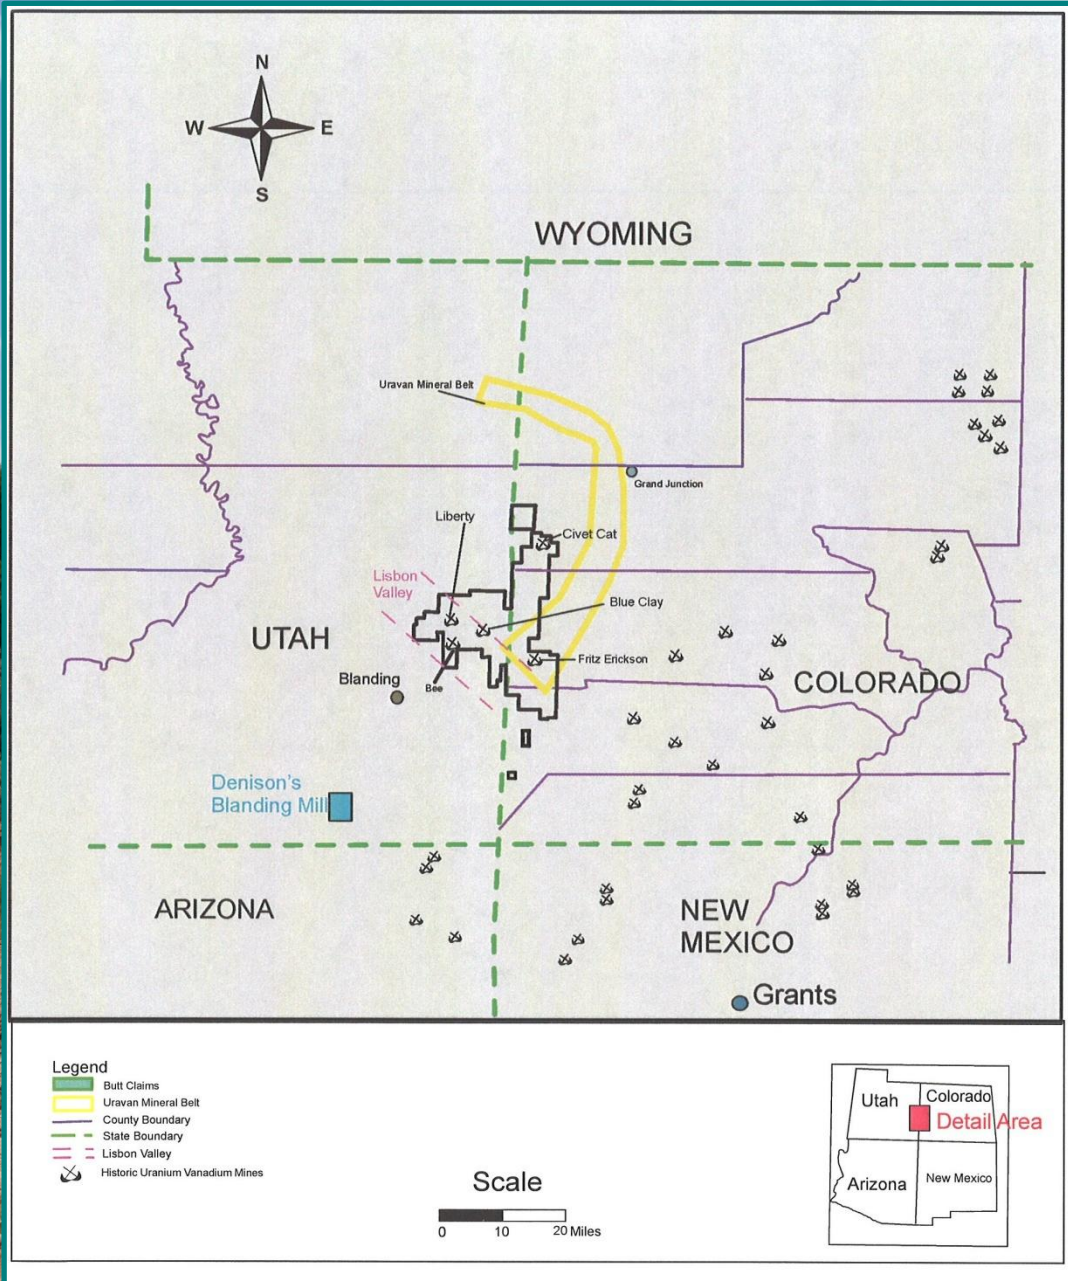 N
W E
S
WYOMING
Uravan Mineral Belt
Grand Junction
Liberty
Civet Cat
Lisbon
Valley
Blue Clay
UTAH
Fritz Erickson
Blanding
Bee
COLORADO
Denison's
Blanding Mill
ARIZONA
NEW
MEXICO
Grants
Legend
Butt Claims
Uravan Mineral Belt
County Boundary
State Boundary
Lisbon Valley
Historic Uranium Vanadium Mines
Scale
0 10 20 Miles
Utah
Colorado
Detail Area
Arizona
New Mexico